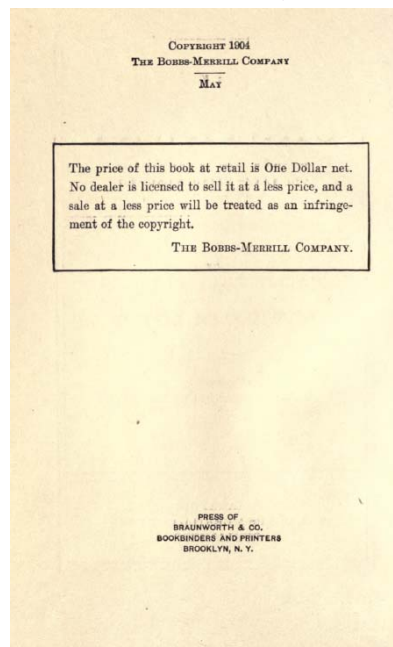 COPYRIGHT 1904
THE BOBBS-MERRILL COMPANY
MAY
The price of this book at retail is One Dollar net.
No dealer is licensed to sell it at a less price, and a
sale at a less price will be treated as an infringe-
ment of the copyright.
THE BOBBS-MERRILL COMPANY.
PRESS OF
BRAUNWORTH & CO.
BOOKBINDERS AND PRINTERS
BROOKLYN, N. Y.